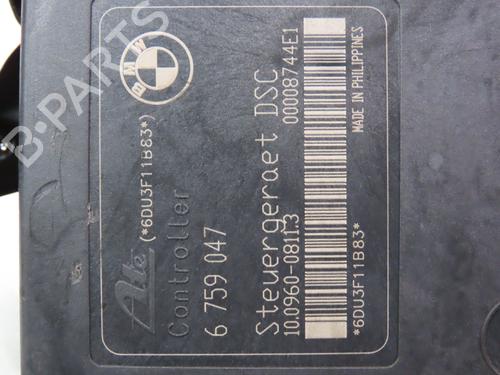 BMW
Ate (*6DU3F11B83*)
Controller
6 759 047
Steuergeraet DSC
10.0960-0811.3 00008744E1
*6DU3F11B83* MADE IN PHILIPPINES
B-PARTS